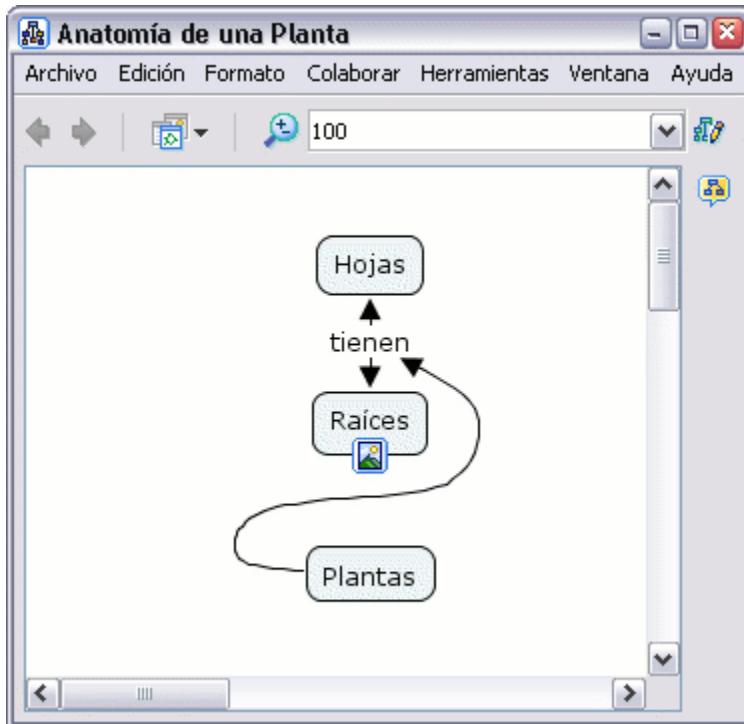 Anatomía de una Planta
Archivo Edición Formato Colaborar Herramientas Ventana Ayuda
100
Hojas
tienen
Raíces
Plantas